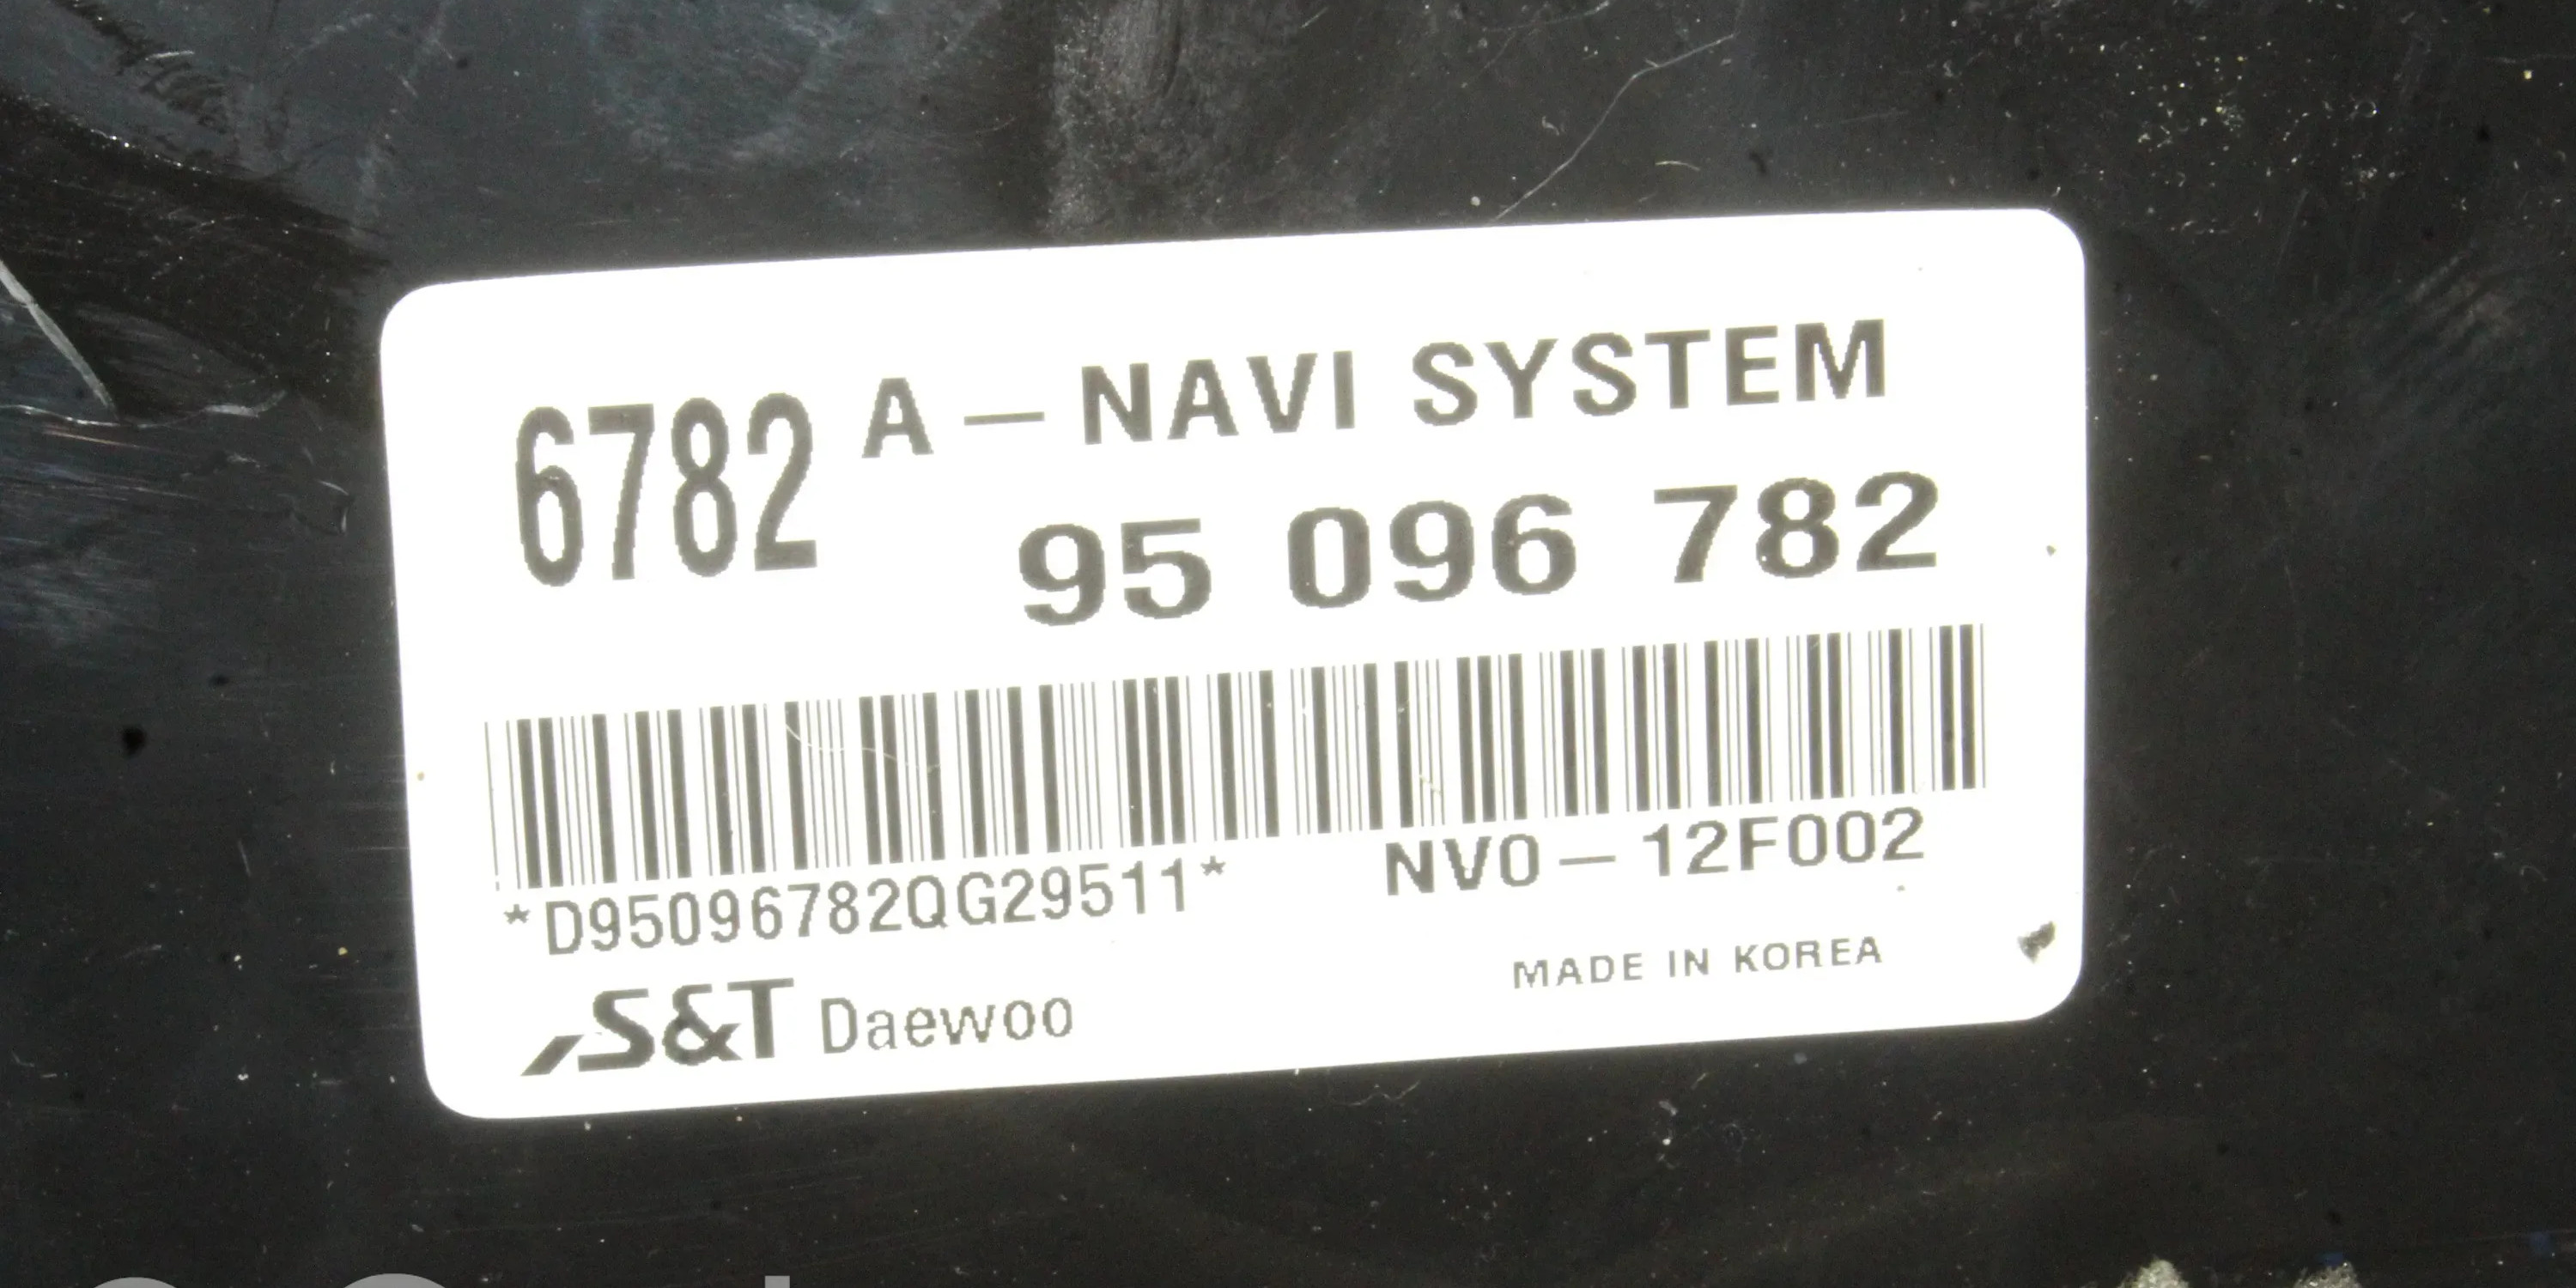 6782 A — NAVI SYSTEM
95 096 782
*D95096782QG29511* NV0 — 12F002
MADE IN KOREA
S&T Daewoo